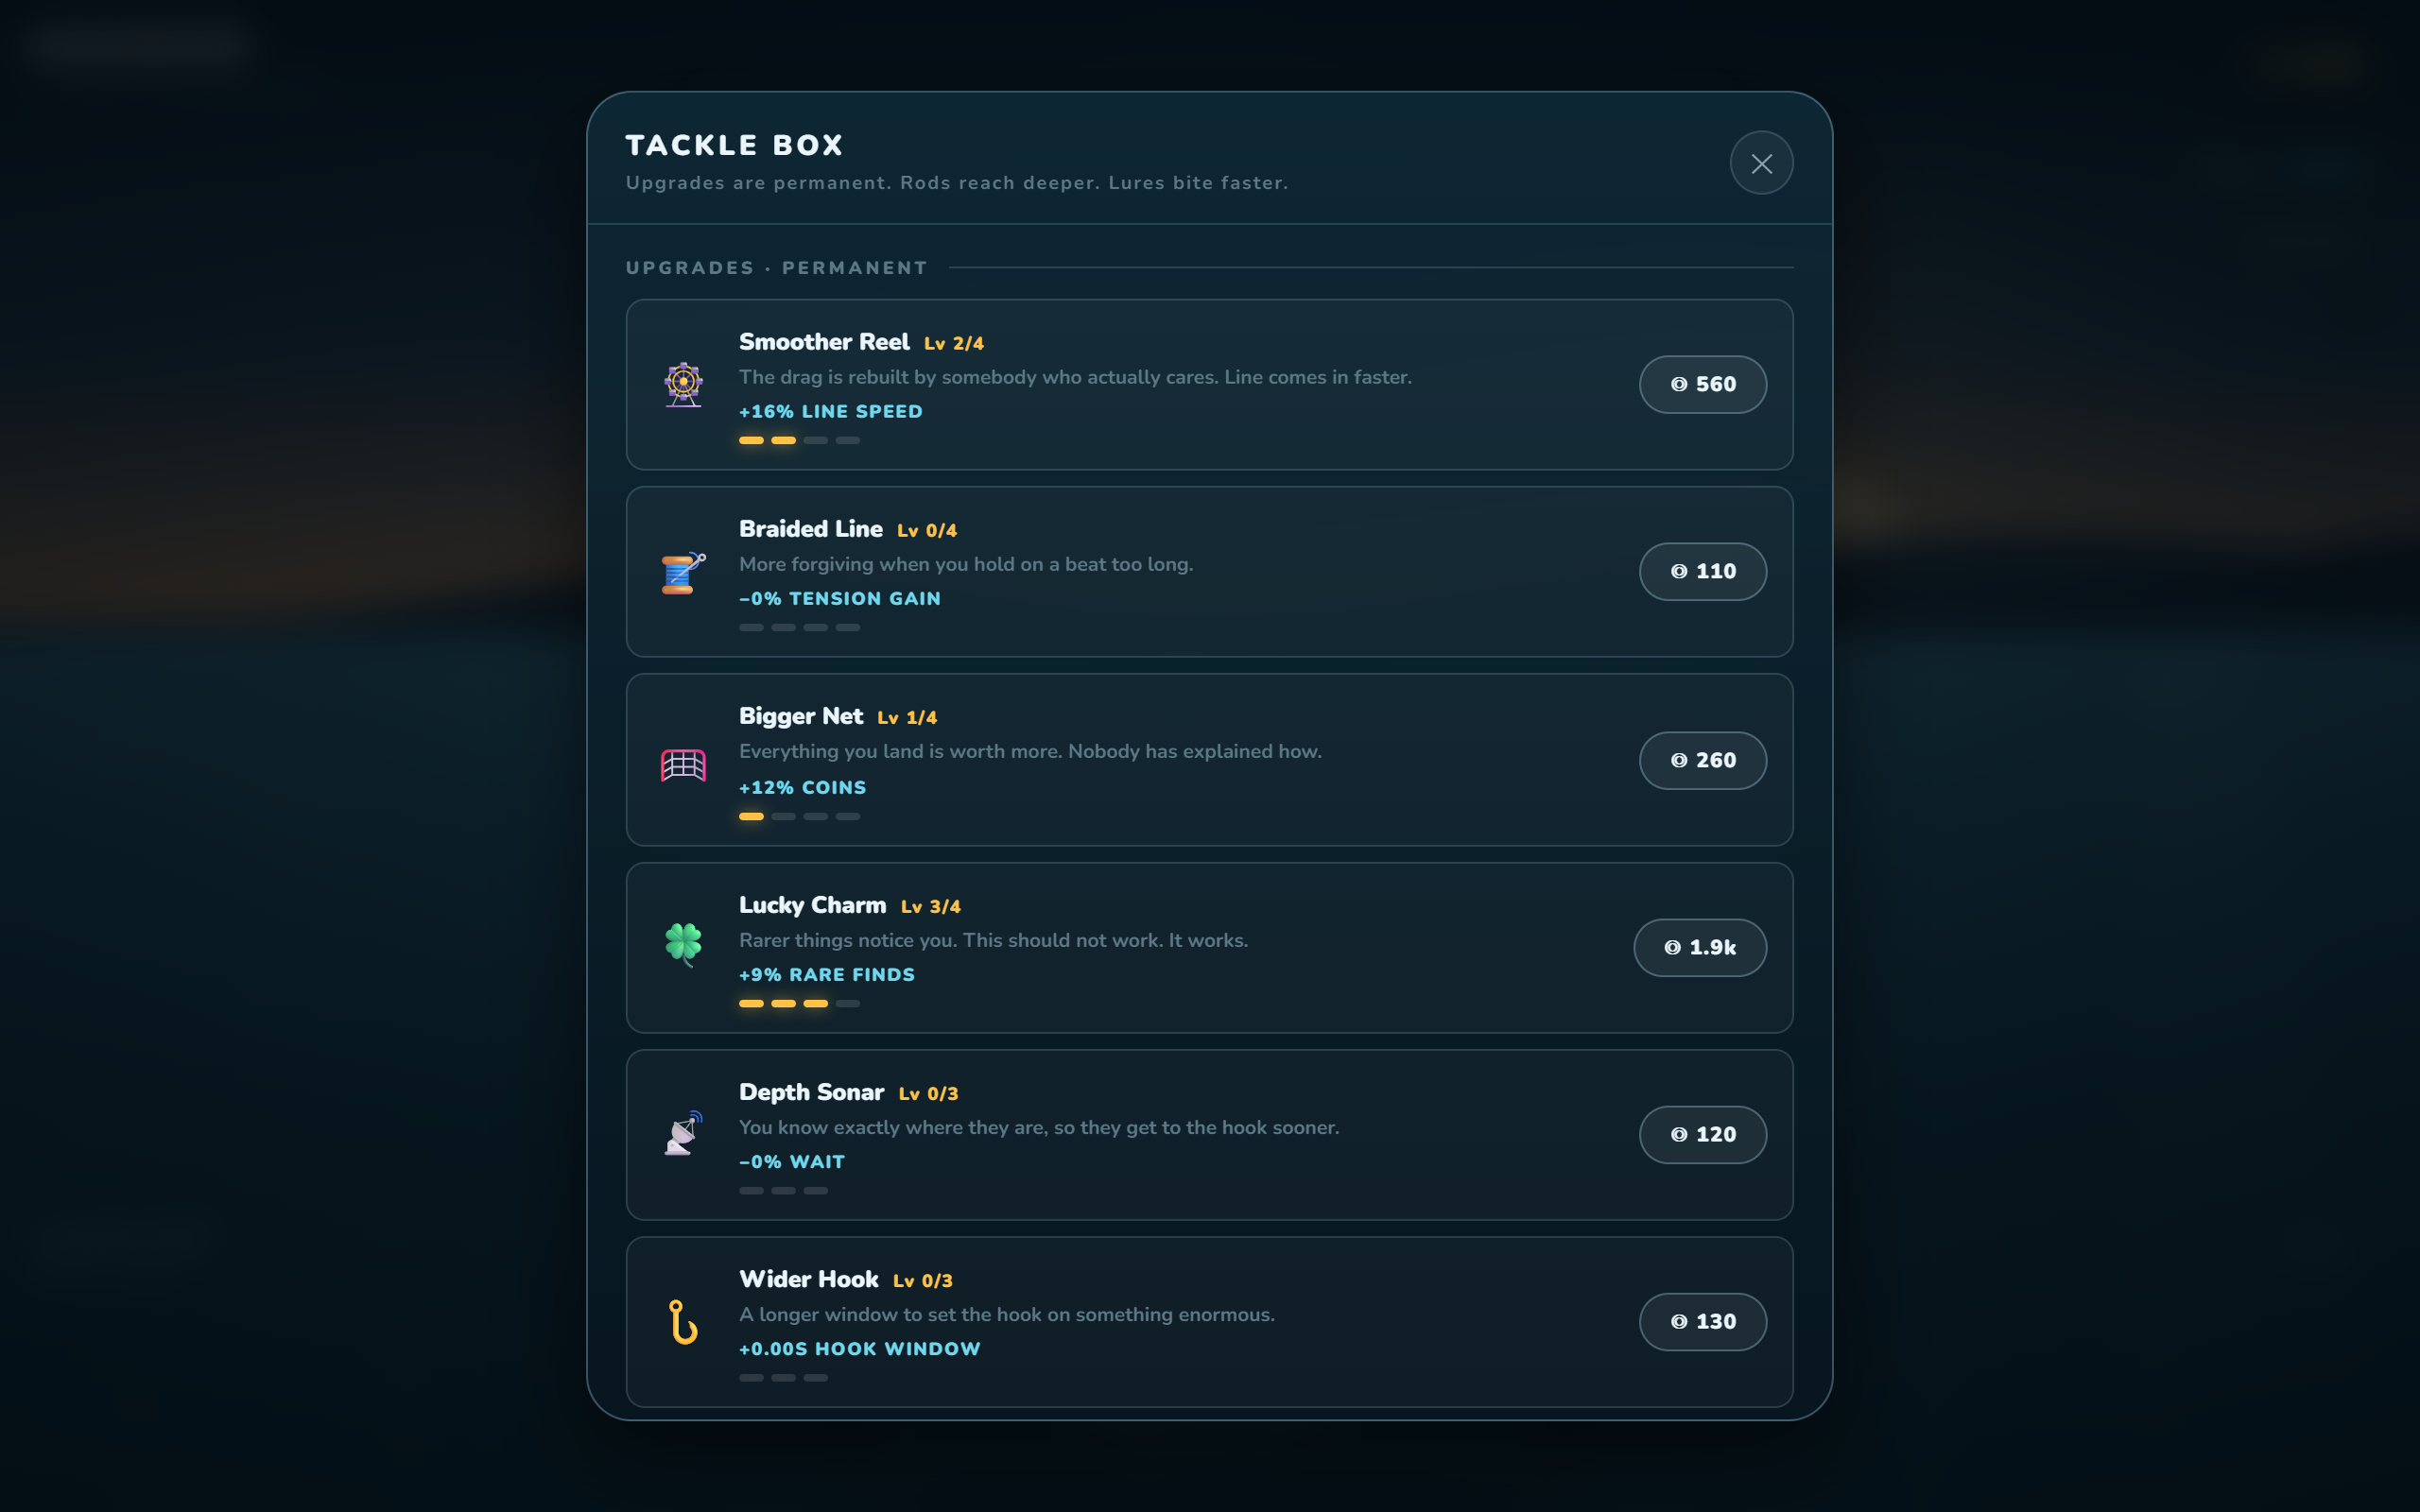 TACKLE BOX
Upgrades are permanent. Rods reach deeper. Lures bite faster.
UPGRADES · PERMANENT
Smoother Reel Lv 2/4
The drag is rebuilt by somebody who actually cares. Line comes in faster.
560
+16% LINE SPEED
Braided Line Lv 0/4
More forgiving when you hold on a beat too long.
110
−0% TENSION GAIN
Bigger Net Lv 1/4
Everything you land is worth more. Nobody has explained how.
260
+12% COINS
Lucky Charm Lv 3/4
Rarer things notice you. This should not work. It works.
1.9k
+9% RARE FINDS
Depth Sonar Lv 0/3
You know exactly where they are, so they get to the hook sooner.
120
−0% WAIT
Wider Hook Lv 0/3
A longer window to set the hook on something enormous.
130
+0.00S HOOK WINDOW